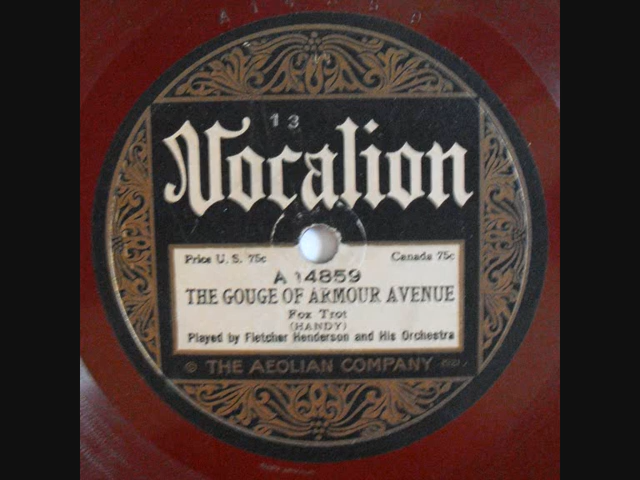 13
Vocalion
Price U. S. 75c Canada 75c
A14859
THE GOUGE OF ARMOUR AVENUE
Fox Trot
(HANDY)
Played by Fletcher Henderson and His Orchestra
© THE AEOLIAN COMPANY